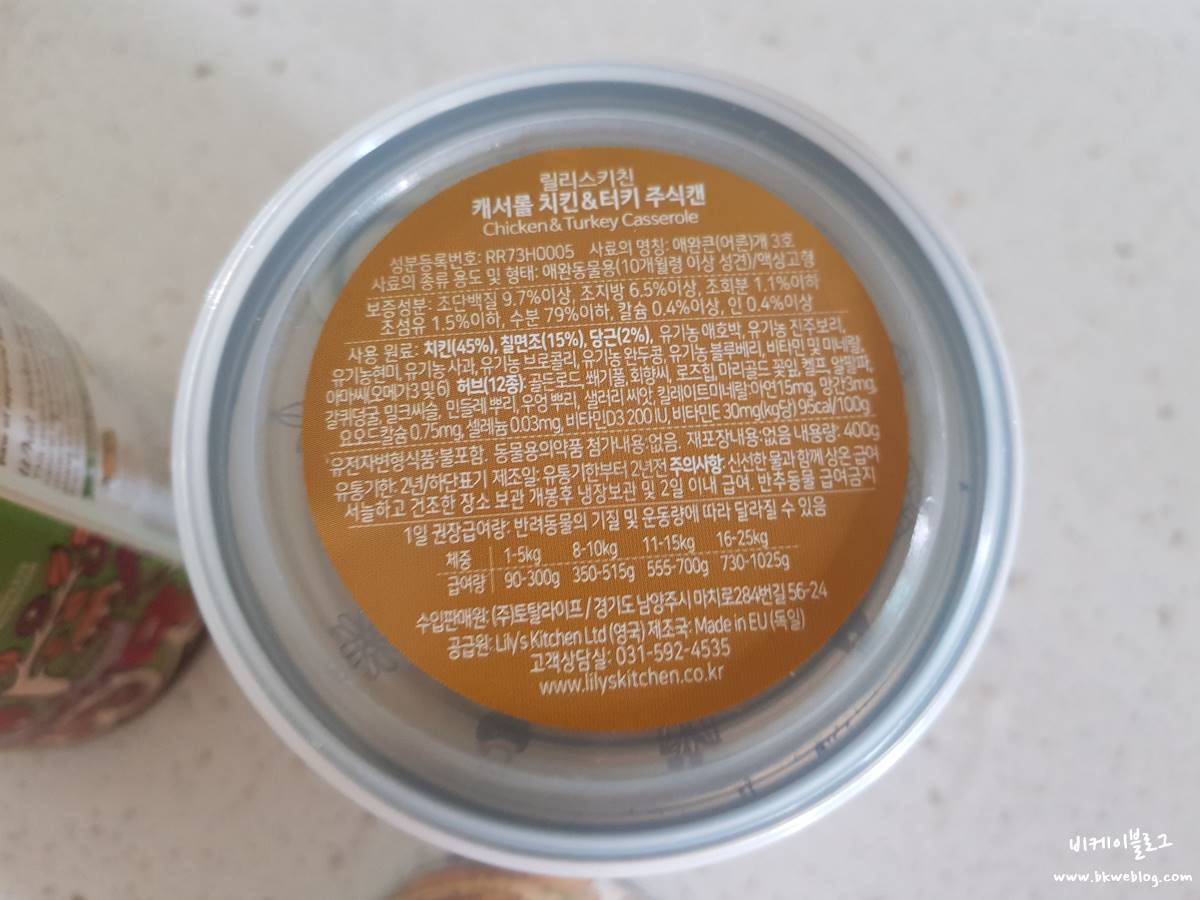 릴리스키친
캐서롤 치킨&터키 주식캔
Chicken & Turkey Casserole
성분등록번호: RR73H0005 사료의 명칭: 애완큰(어른)개 3호
사료의 종류 용도 및 형태: 애완동물용(10개월령 이상 성견)/액상고형
보증성분: 조단백질 9.7%이상, 조지방 6.5%이상, 조회분 1.1%이하
조섬유 1.5%이하, 수분 79%이하, 칼슘 0.4%이상, 인 0.4%이상
사용 원료: 치킨(45%), 칠면조(15%), 당근(2%), 유기농 애호박, 유기농 진주보리,
유기농현미, 유기농 사과, 유기농 브로콜리, 유기농 완두콩, 유기농 블루베리, 비타민 및 미네랄,
아마씨(오메가3 및 6) 허브(12종): 골든로드, 쐐기풀, 회향씨, 로즈힙, 마리골드 꽃잎, 켈프, 알팔파,
갈퀴덩굴, 밀크씨슬, 민들레 뿌리, 우엉 뿌리, 샐러리 씨앗, 킬레이트미네랄:아연15mg, 망간3mg,
요오드칼슘 0.75mg, 셀레늄 0.03mg, 비타민D3 200 IU, 비타민E 30mg(kg당) 95cal/100g
유전자변형식품:불포함. 동물용의약품 첨가내용:없음. 재포장내용:없음 내용량: 400g
유통기한: 2년/하단표기 제조일: 유통기한부터 2년전 주의사항: 신선한 물과 함께 상온 급여
서늘하고 건조한 장소 보관 개봉후 냉장보관 및 2일 이내 급여. 반추동물 급여금지
1일 권장급여량: 반려동물의 기질 및 운동량에 따라 달라질 수 있음
체중 1-5kg 8-10kg 11-15kg 16-25kg
급여량 90-300g 350-515g 555-700g 730-1025g
수입판매원: (주)토탈라이프 / 경기도 남양주시 마치로284번길 56-24
공급원: Lily's Kitchen Ltd (영국) 제조국: Made in EU (독일)
고객상담실: 031-592-4535
www.lilyskitchen.co.kr
비케이블로그
www.bkweblog.com